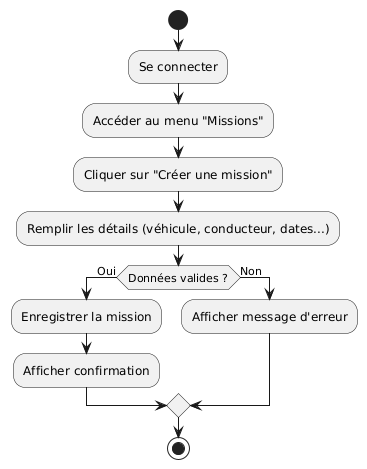 Se connecter
Accéder au menu "Missions"
Cliquer sur "Créer une mission"
Remplir les détails (véhicule, conducteur, dates...)
Données valides ?
Oui
Non
Enregistrer la mission
Afficher message d'erreur
Afficher confirmation